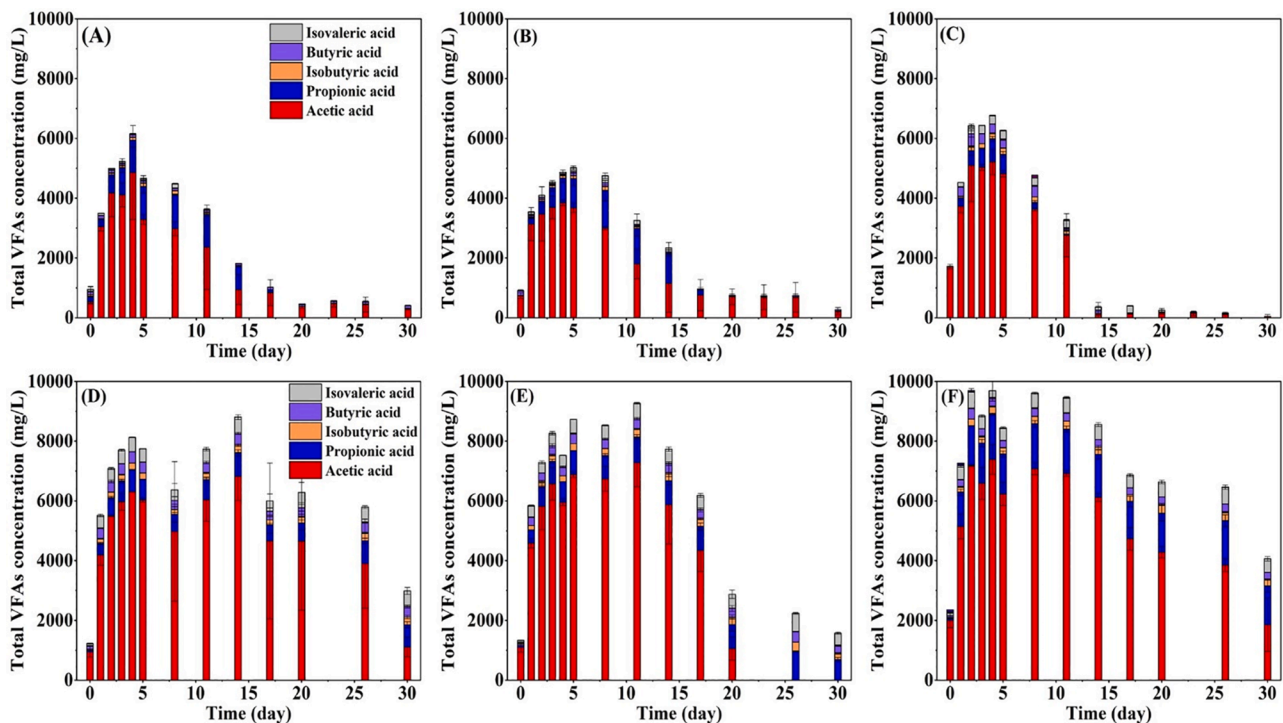 (A)
Isovaleric acid
Butyric acid
Isobutyric acid
Propionic acid
Acetic acid
Total VFAs concentration (mg/L)
10000
8000
6000
4000
2000
0
0 5 10 15 20 25 30
Time (day)
(B)
Total VFAs concentration (mg/L)
10000
8000
6000
4000
2000
0
0 5 10 15 20 25 30
Time (day)
(C)
Total VFAs concentration (mg/L)
10000
8000
6000
4000
2000
0
0 5 10 15 20 25 30
Time (day)
(D)
Isovaleric acid
Butyric acid
Isobutyric acid
Propionic acid
Acetic acid
Total VFAs concentration (mg/L)
10000
8000
6000
4000
2000
0
0 5 10 15 20 25 30
Time (day)
(E)
Total VFAs concentration (mg/L)
10000
8000
6000
4000
2000
0
0 5 10 15 20 25 30
Time (day)
(F)
Total VFAs concentration (mg/L)
10000
8000
6000
4000
2000
0
0 5 10 15 20 25 30
Time (day)